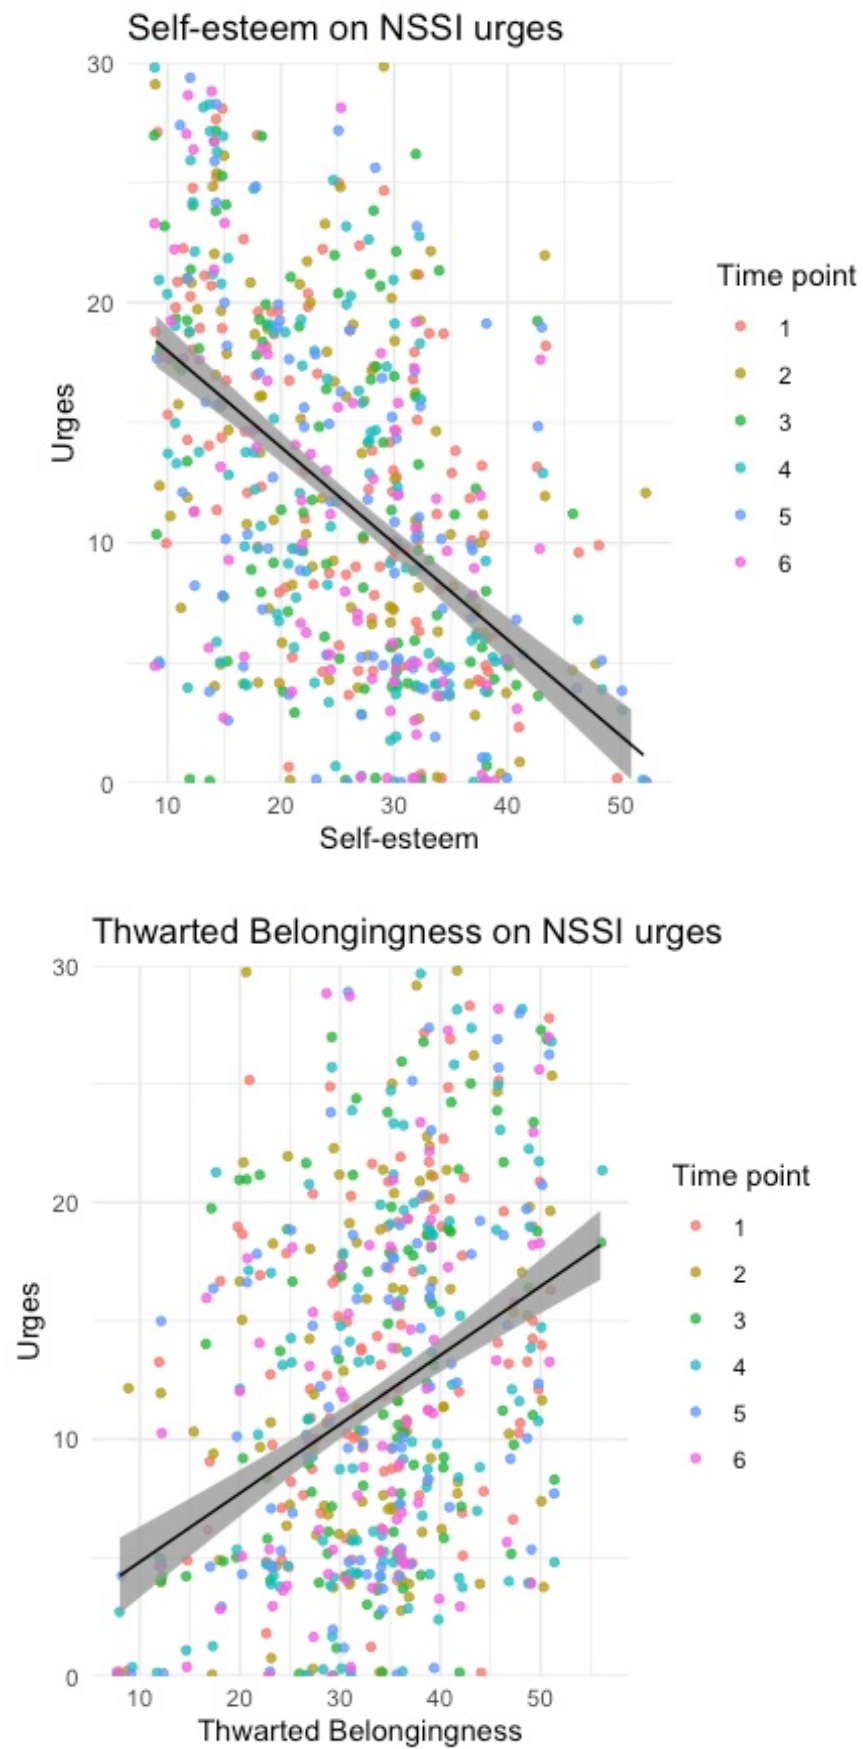 Self-esteem on NSSI urges
30
20
10
0
Urges
10 20 30 40 50
Self-esteem
Time point
1
2
3
4
5
6
Thwarted Belongingness on NSSI urges
30
20
10
0
Urges
10 20 30 40 50
Thwarted Belongingness
Time point
1
2
3
4
5
6